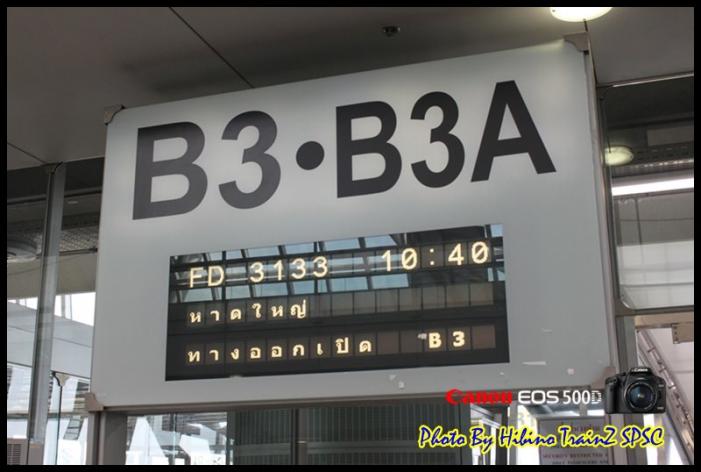 B3•B3A
FD 3133 10:40
หาดใหญ่
ทางออกเปิด B3
Canon EOS 500D
Photo By Hibino TrainZ SPSC